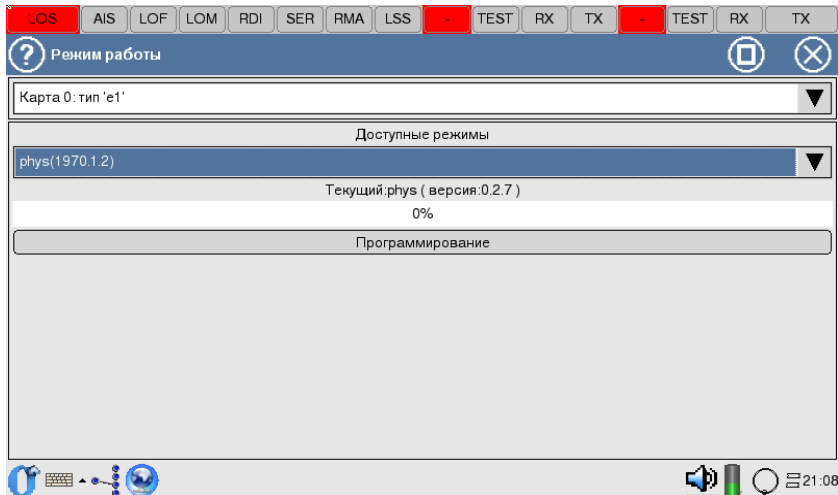 LOS AIS LOF LOM RDI SER RMA LSS - TEST RX TX - TEST RX TX
? Режим работы
Карта 0: тип 'e1'
Доступные режимы
phys(1970.1.2)
Текущий:phys ( версия:0.2.7 )
0%
Программирование
21:08